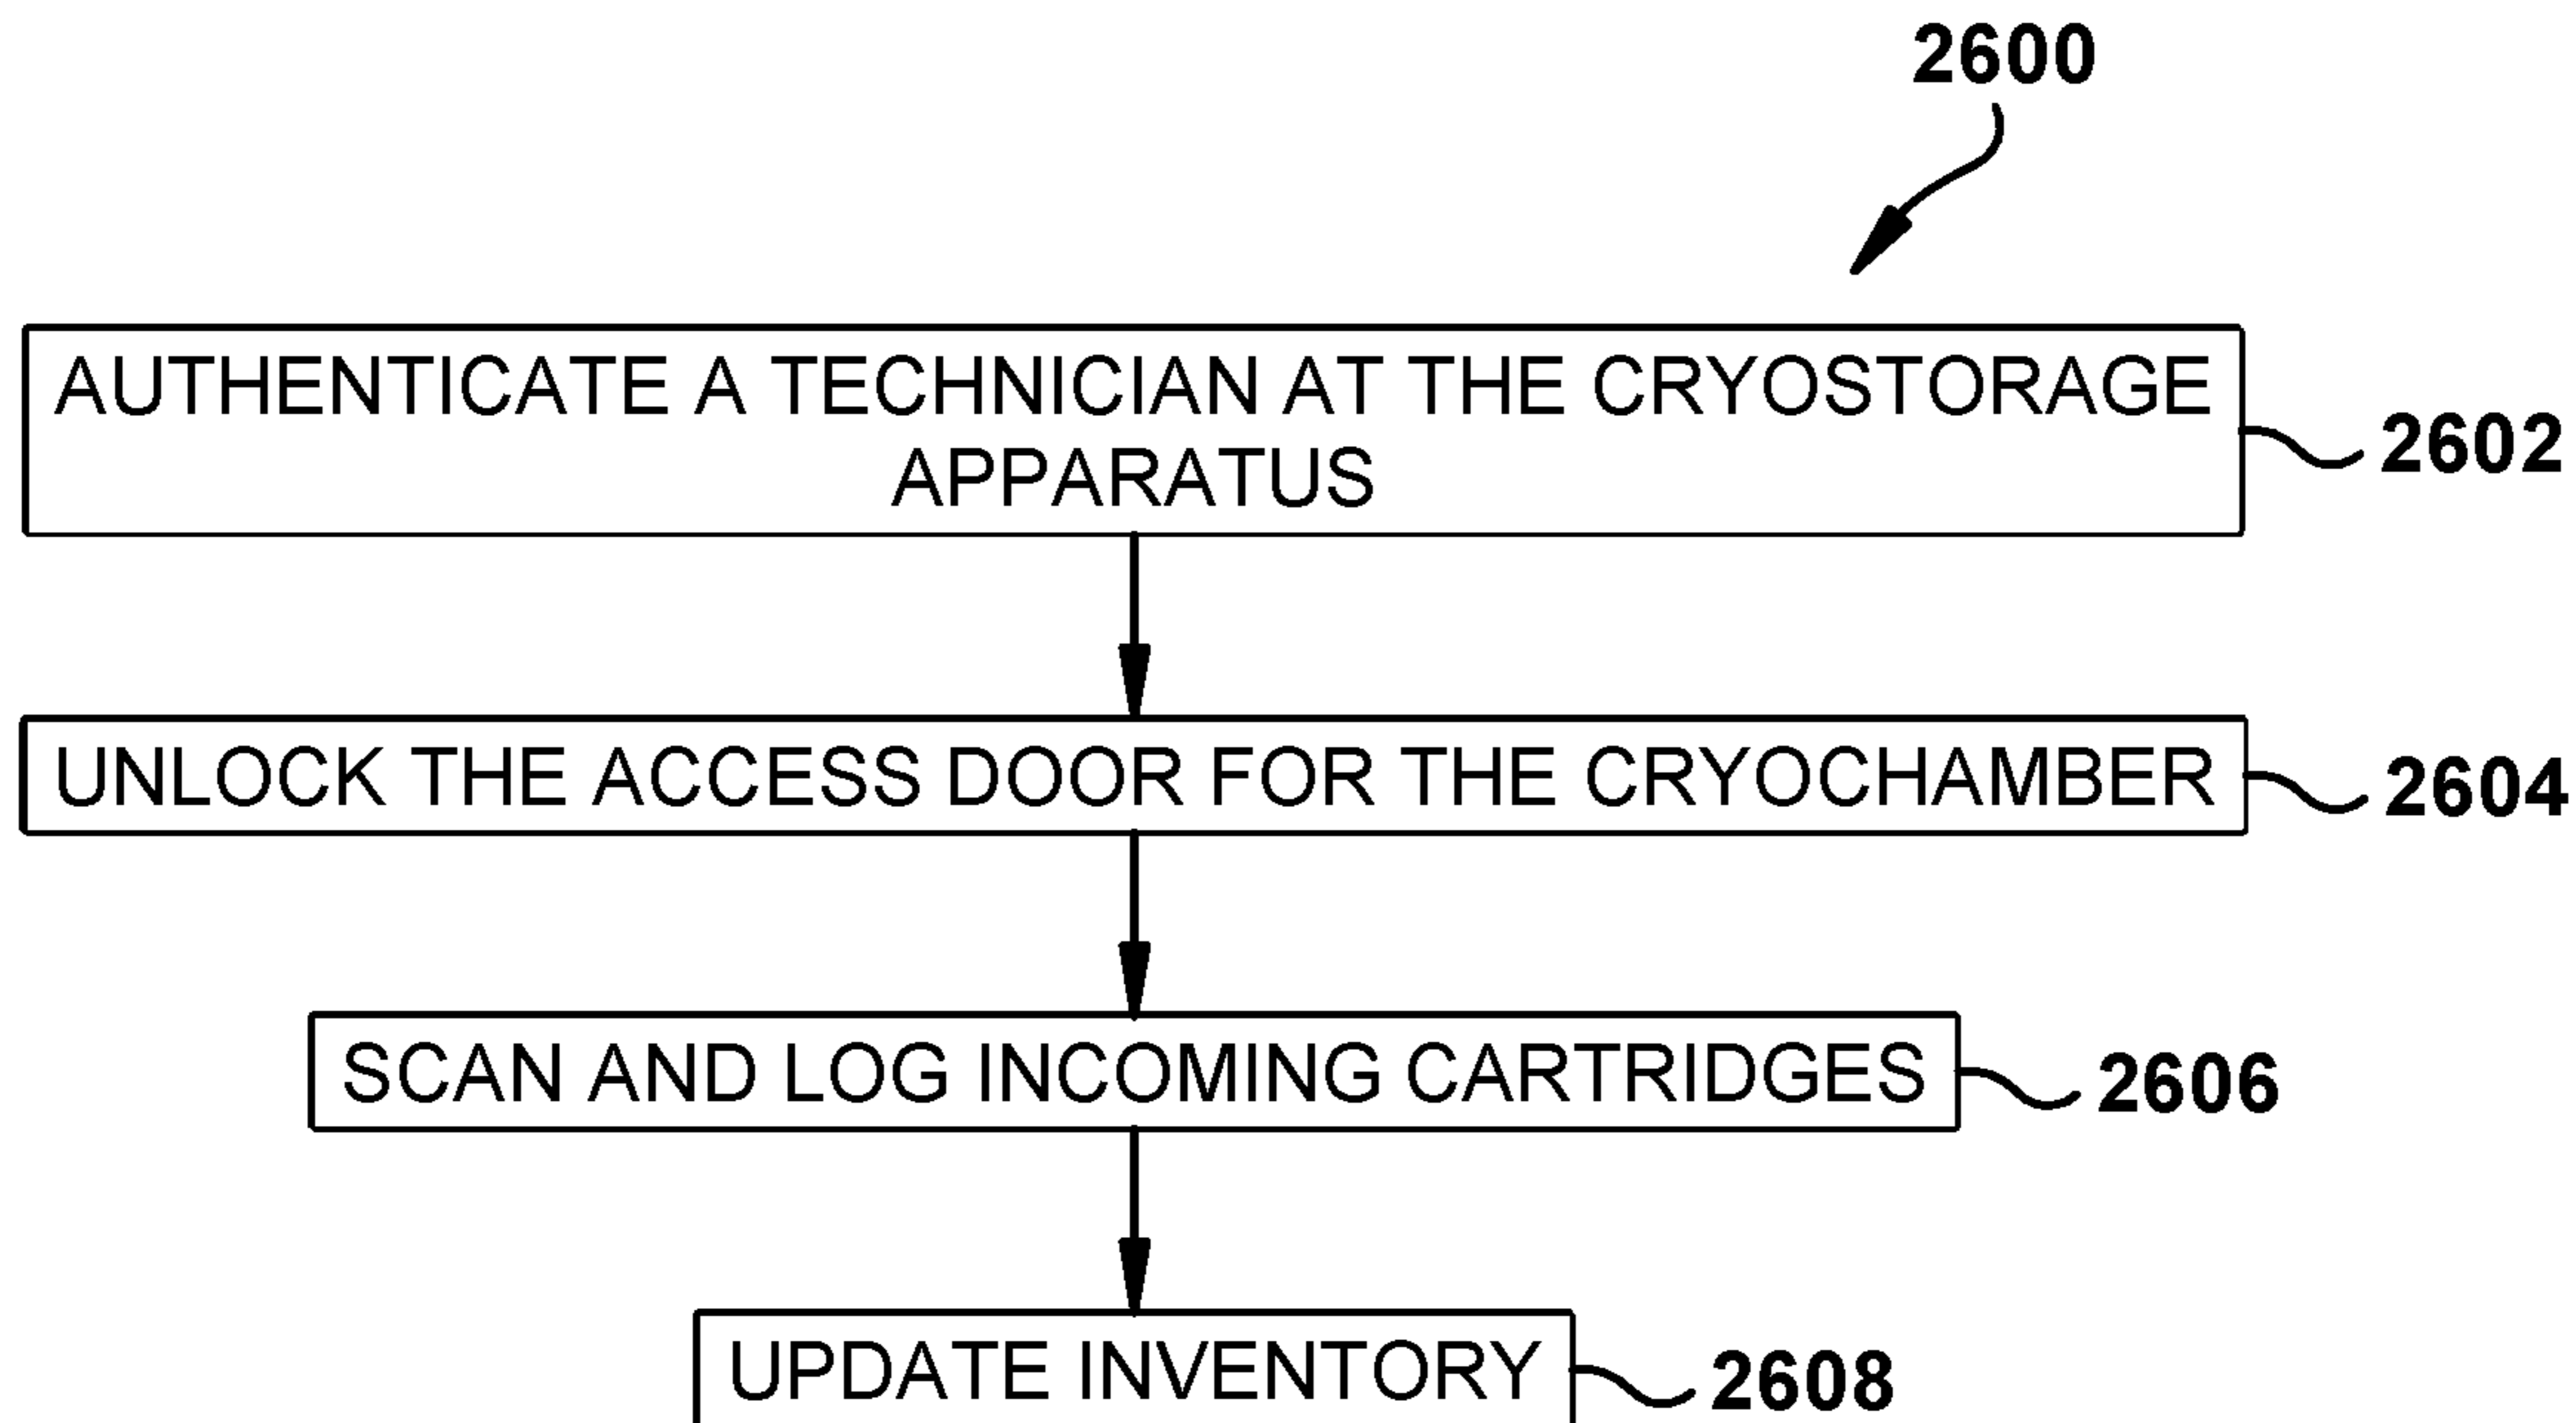 2600
AUTHENTICATE A TECHNICIAN AT THE CRYOSTORAGE
APPARATUS
2602
UNLOCK THE ACCESS DOOR FOR THE CRYOCHAMBER
2604
SCAN AND LOG INCOMING CARTRIDGES
2606
UPDATE INVENTORY
2608